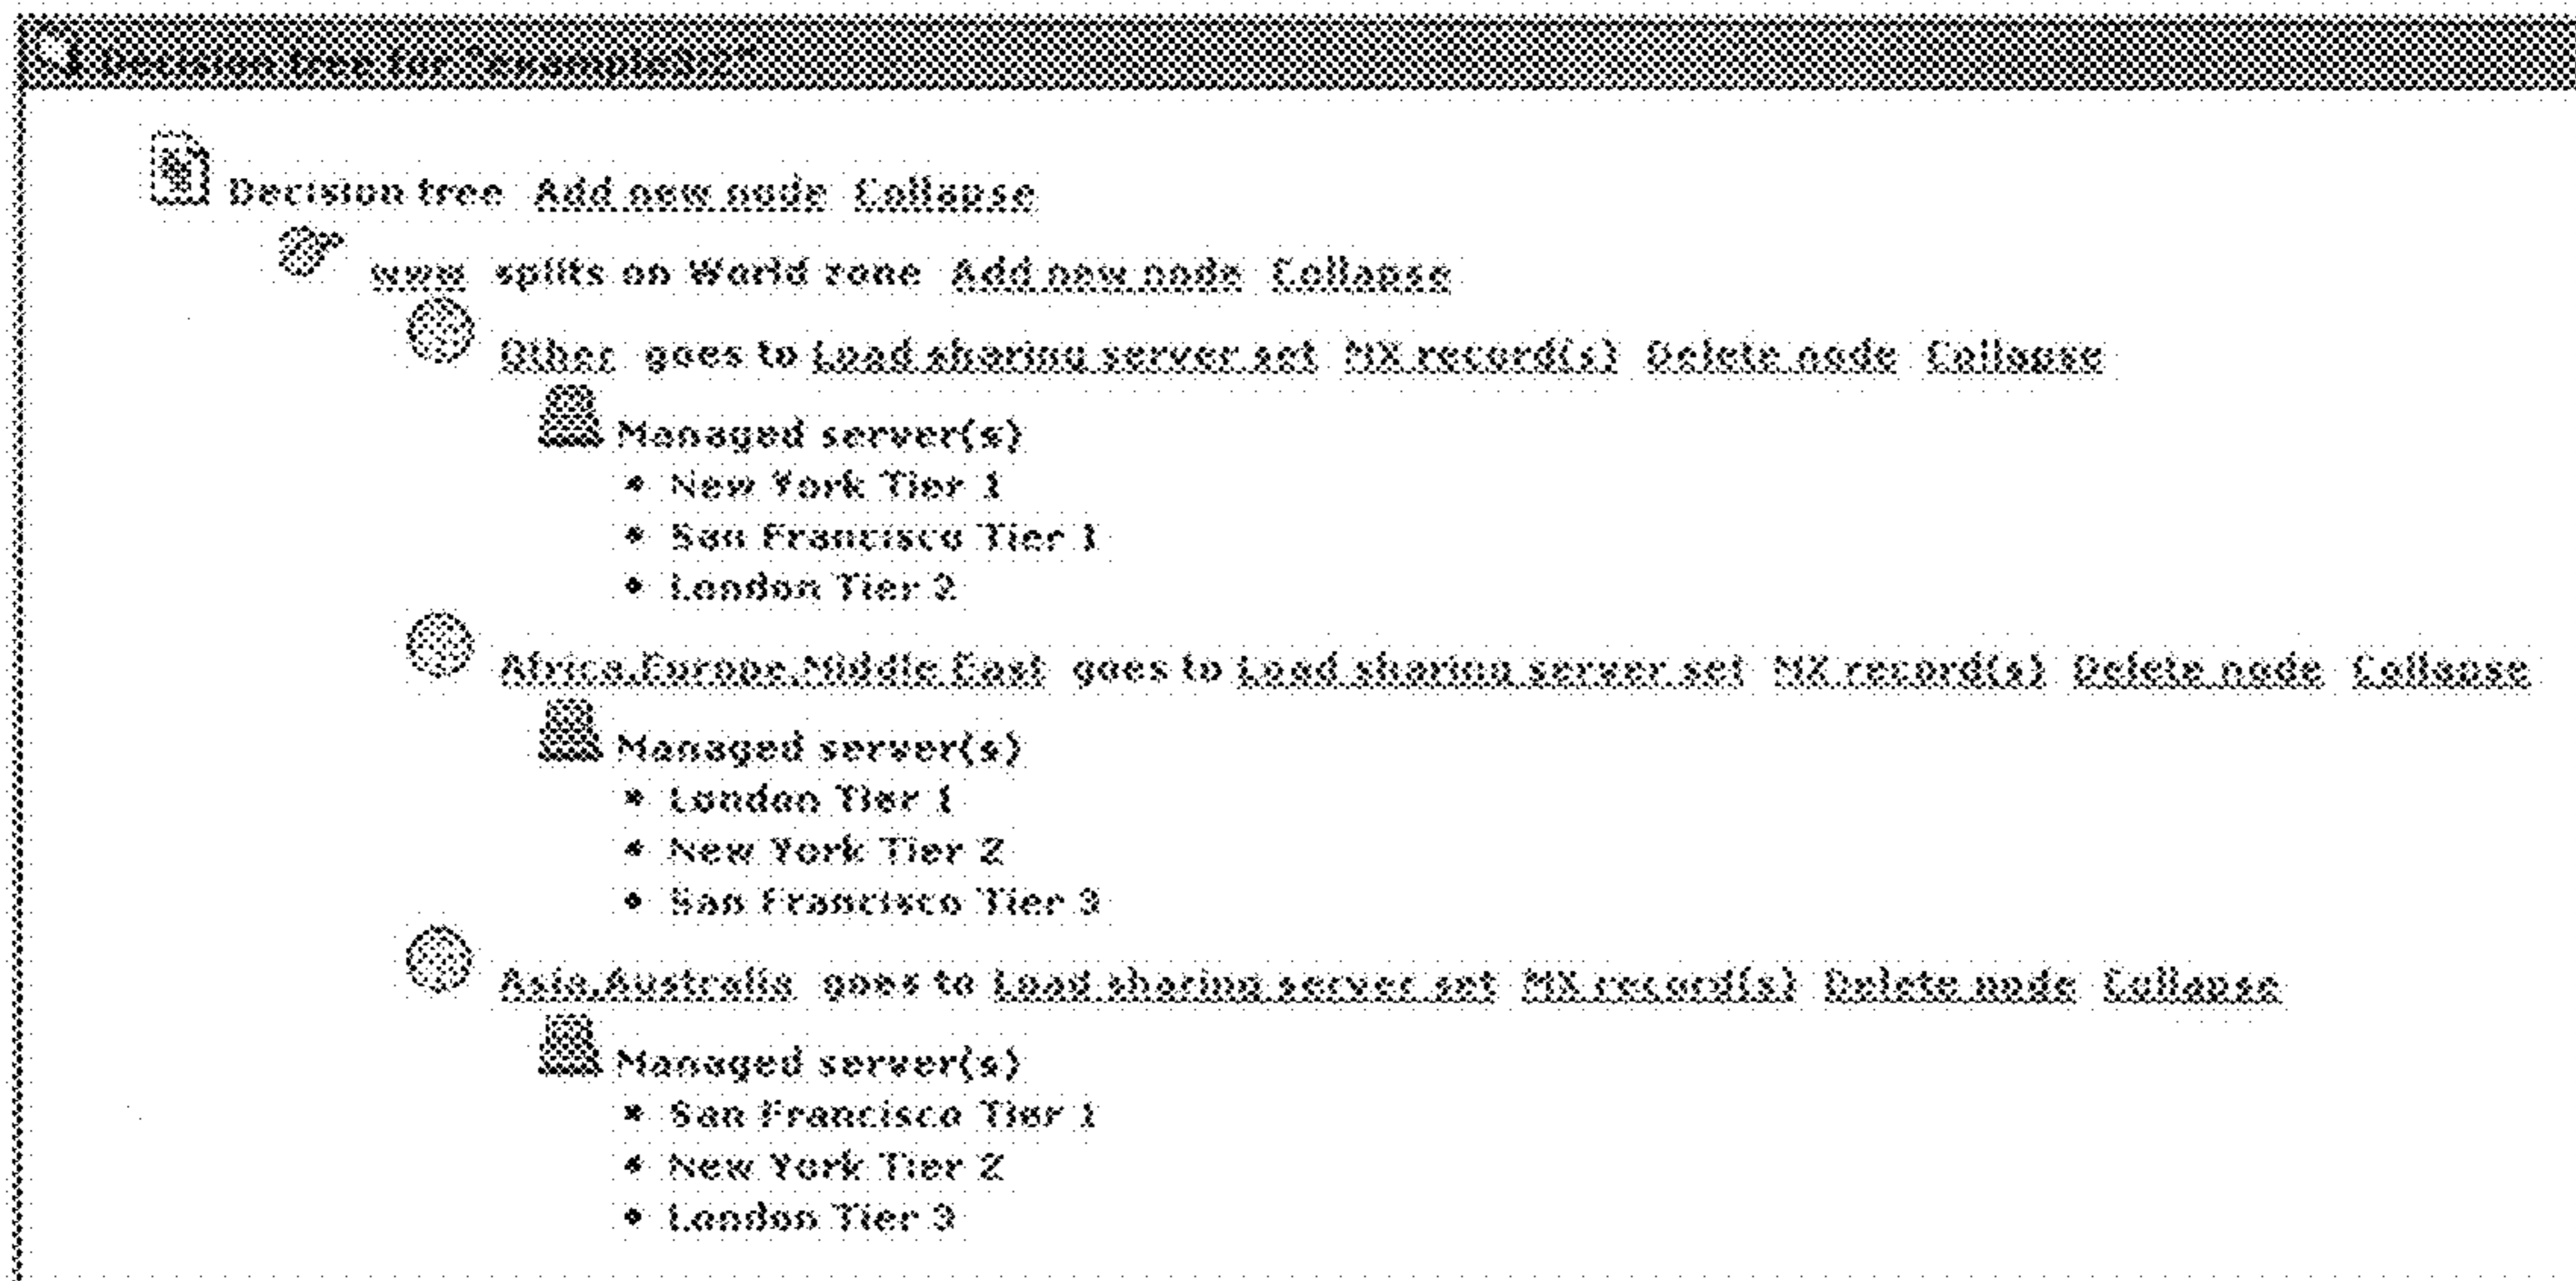 Decision tree for "example
Decision tree Add new node Collapse
www splits on World zone Add new node Collapse
Other goes to Load sharing server set MX record(s) Delete node Collapse
Managed server(s)
• New York Tier 1
• San Francisco Tier 1
• London Tier 2
Africa,Europe,Middle East goes to Load sharing server set MX record(s) Delete node Collapse
Managed server(s)
• London Tier 1
• New York Tier 2
• San Francisco Tier 3
Asia,Australia goes to Load sharing server set MX record(s) Delete node Collapse
Managed server(s)
• San Francisco Tier 1
• New York Tier 2
• London Tier 3